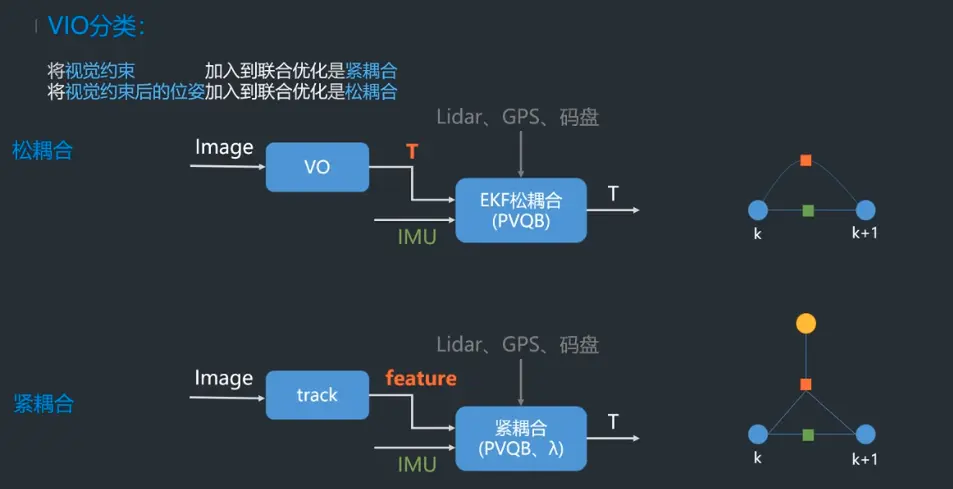 VIO分类：
将视觉约束 加入到联合优化是紧耦合
将视觉约束后的位姿加入到联合优化是松耦合
Lidar、GPS、码盘
松耦合
Image
VO
T
EKF松耦合
(PVQB)
T
IMU
k
k+1
Lidar、GPS、码盘
紧耦合
Image
track
feature
紧耦合
(PVQB、λ)
T
IMU
k
k+1